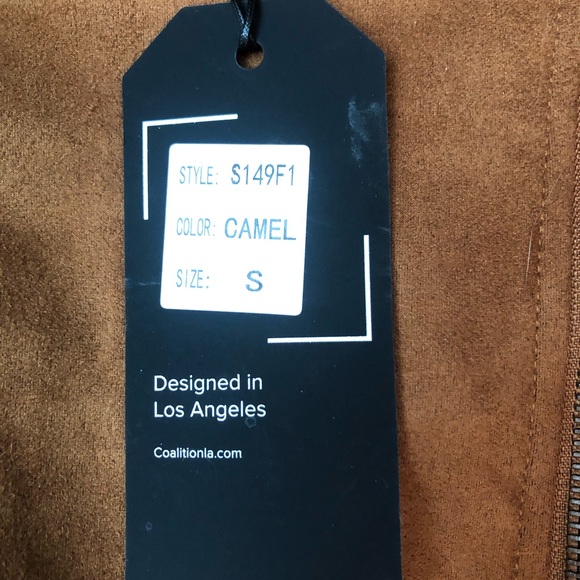 STYLE: S149F1
COLOR: CAMEL
SIZE: S
Designed in
Los Angeles
Coalitionla.com